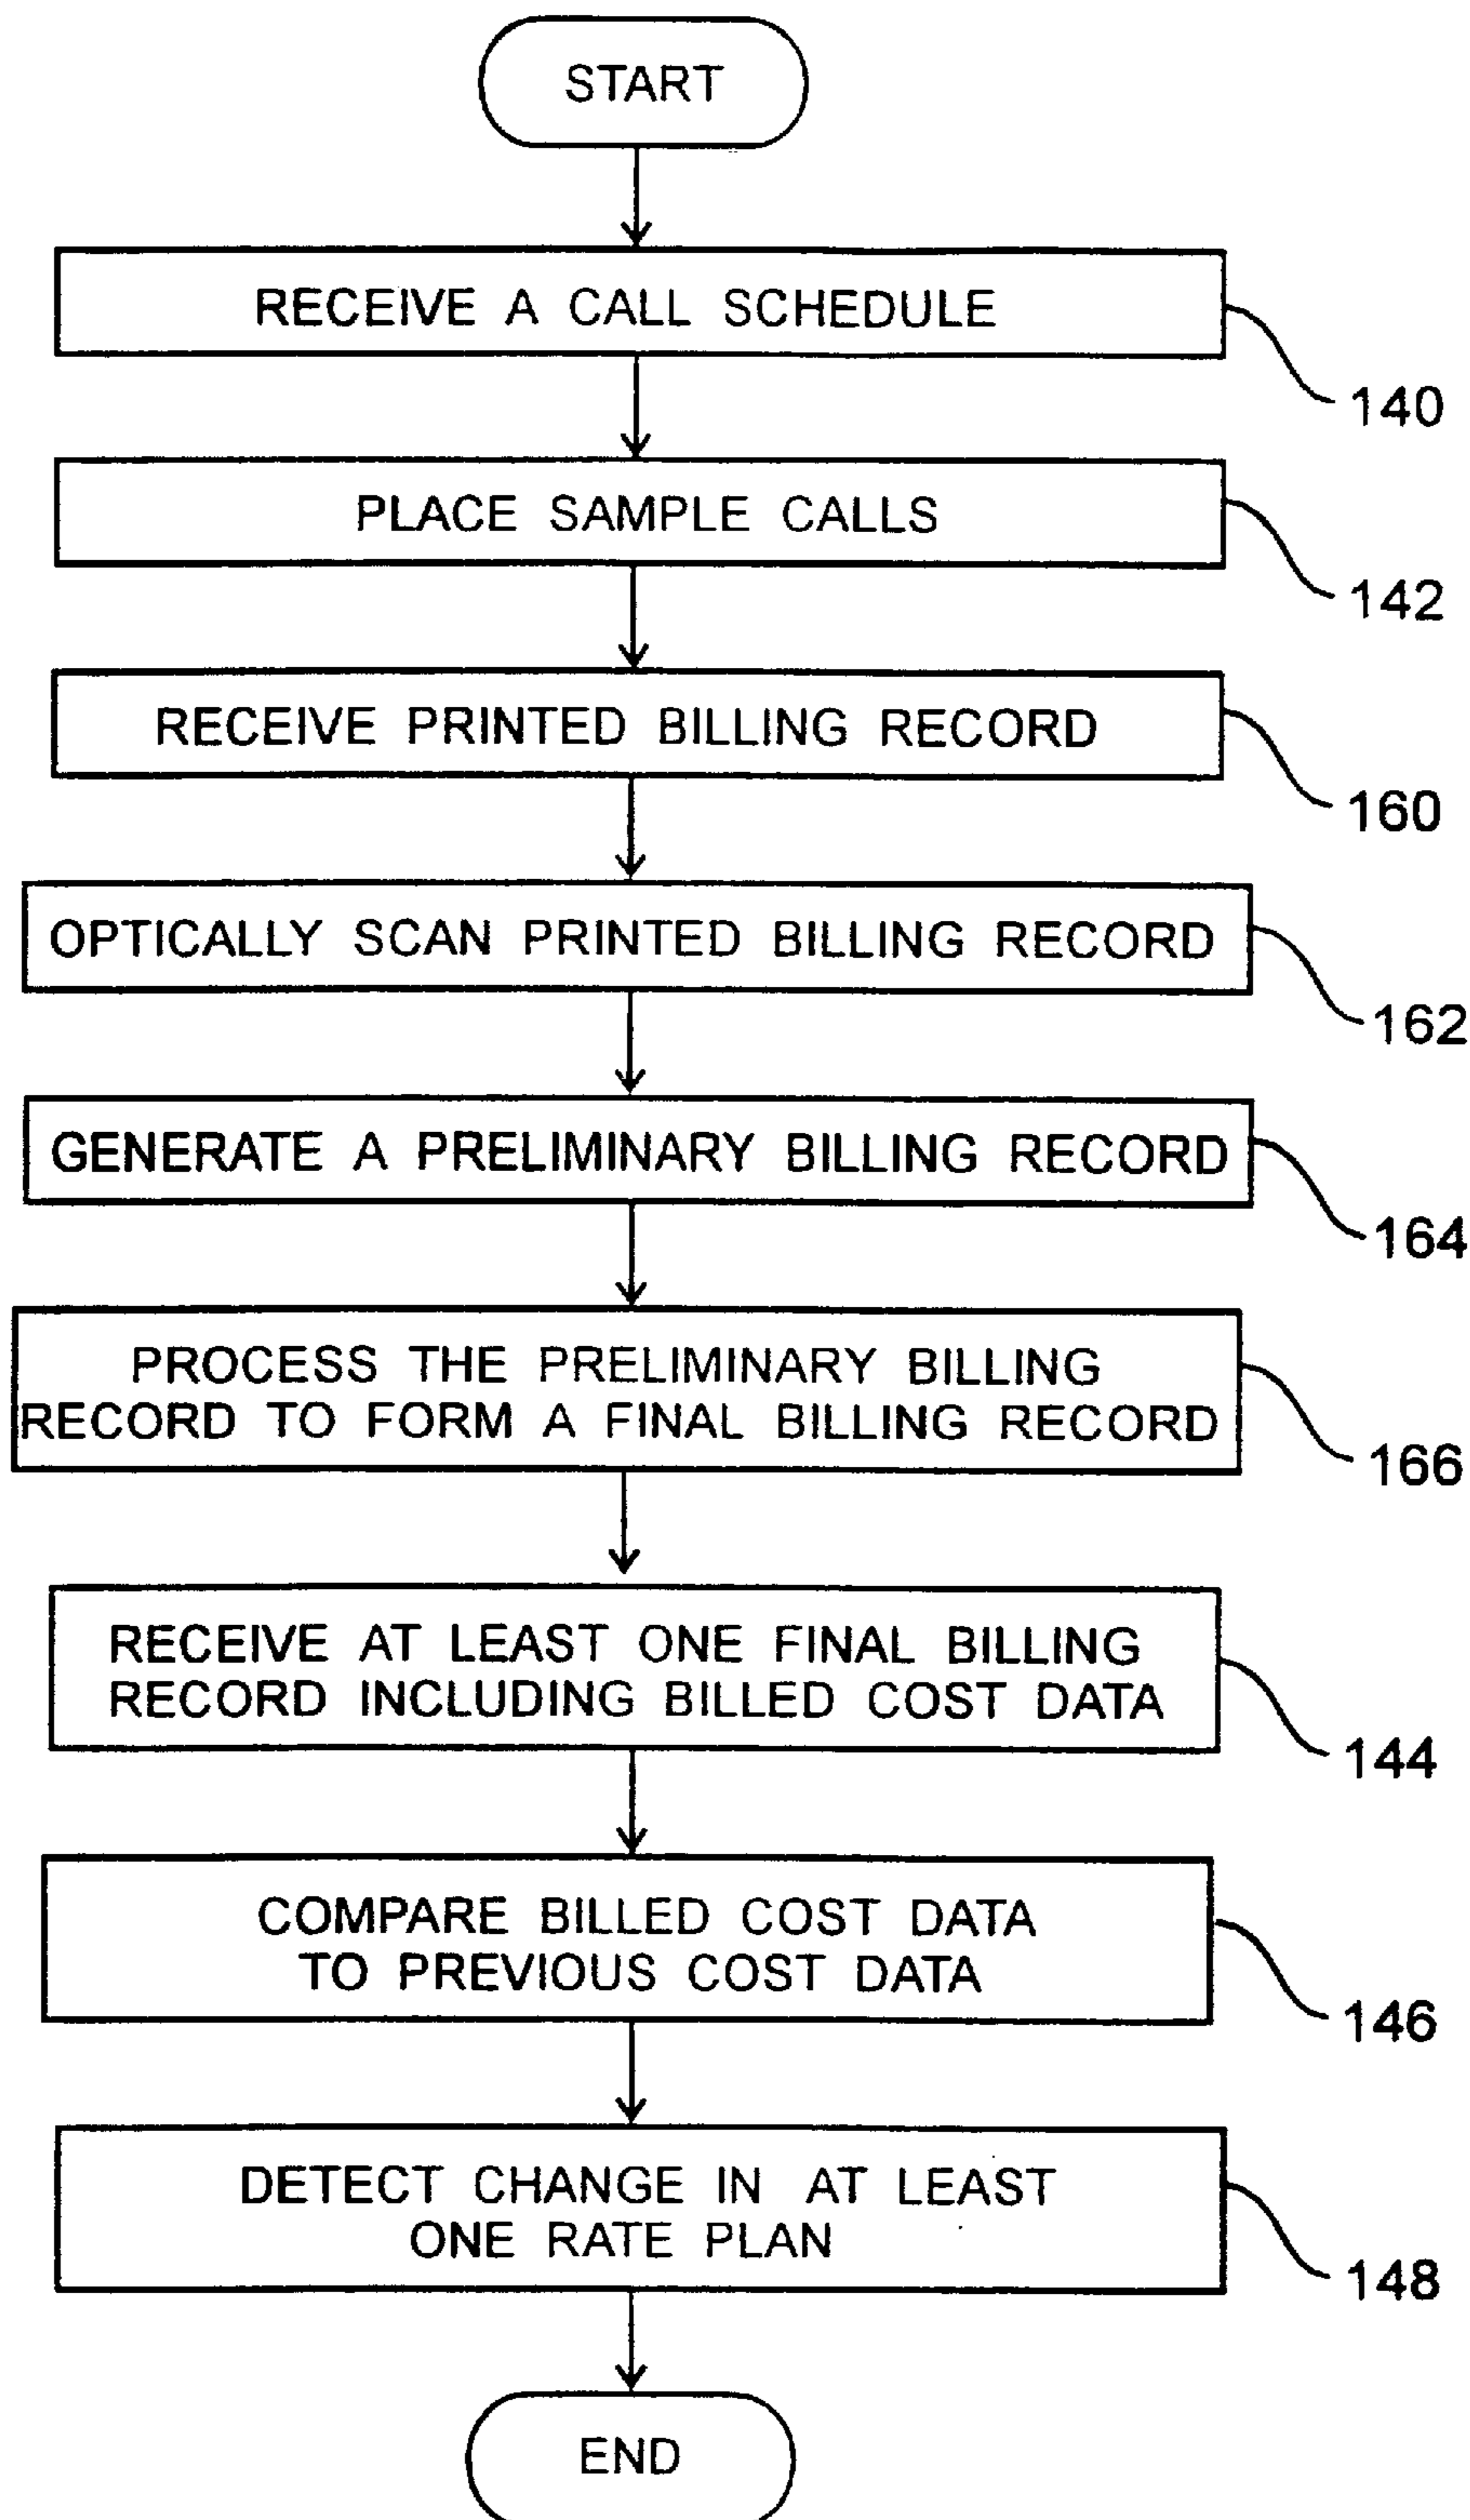 START
RECEIVE A CALL SCHEDULE
140
PLACE SAMPLE CALLS
142
RECEIVE PRINTED BILLING RECORD
160
OPTICALLY SCAN PRINTED BILLING RECORD
162
GENERATE A PRELIMINARY BILLING RECORD
164
PROCESS THE PRELIMINARY BILLING
RECORD TO FORM A FINAL BILLING RECORD
166
RECEIVE AT LEAST ONE FINAL BILLING
RECORD INCLUDING BILLED COST DATA
144
COMPARE BILLED COST DATA
TO PREVIOUS COST DATA
146
DETECT CHANGE IN AT LEAST
ONE RATE PLAN
148
END